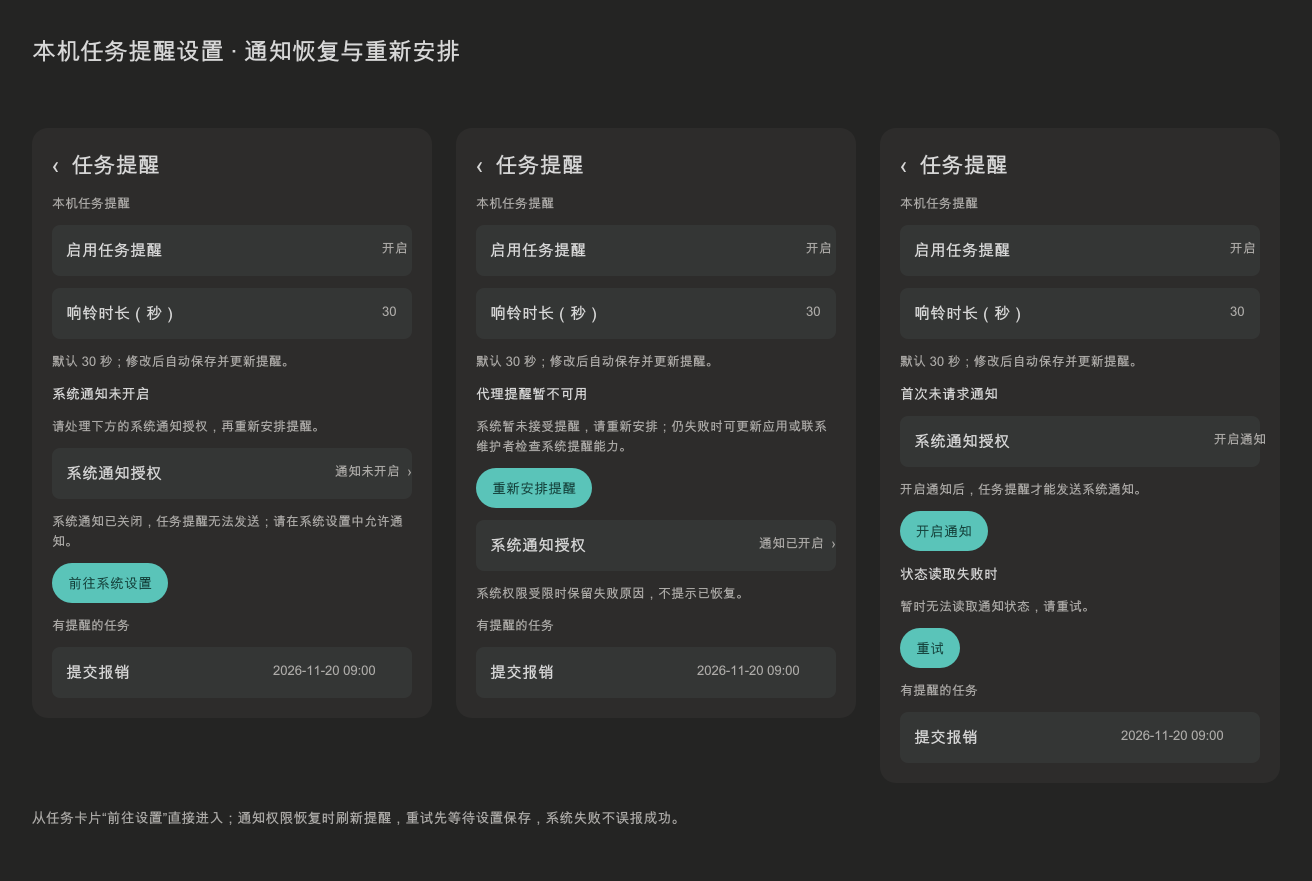 本机任务提醒设置 · 通知恢复与重新安排
‹ 任务提醒
本机任务提醒
启用任务提醒 开启
响铃时长（秒） 30
默认 30 秒；修改后自动保存并更新提醒。
系统通知未开启
请处理下方的系统通知授权，再重新安排提醒。
系统通知授权 通知未开启 ›
系统通知已关闭，任务提醒无法发送；请在系统设置中允许通
知。
前往系统设置
有提醒的任务
提交报销 2026-11-20 09:00
‹ 任务提醒
本机任务提醒
启用任务提醒 开启
响铃时长（秒） 30
默认 30 秒；修改后自动保存并更新提醒。
代理提醒暂不可用
系统暂未接受提醒，请重新安排；仍失败时可更新应用或联系
维护者检查系统提醒能力。
重新安排提醒
系统通知授权 通知已开启 ›
系统权限受限时保留失败原因，不提示已恢复。
有提醒的任务
提交报销 2026-11-20 09:00
‹ 任务提醒
本机任务提醒
启用任务提醒 开启
响铃时长（秒） 30
默认 30 秒；修改后自动保存并更新提醒。
首次未请求通知
系统通知授权 开启通知
开启通知后，任务提醒才能发送系统通知。
开启通知
状态读取失败时
暂时无法读取通知状态，请重试。
重试
有提醒的任务
提交报销 2026-11-20 09:00
从任务卡片“前往设置”直接进入；通知权限恢复时刷新提醒，重试先等待设置保存，系统失败不误报成功。